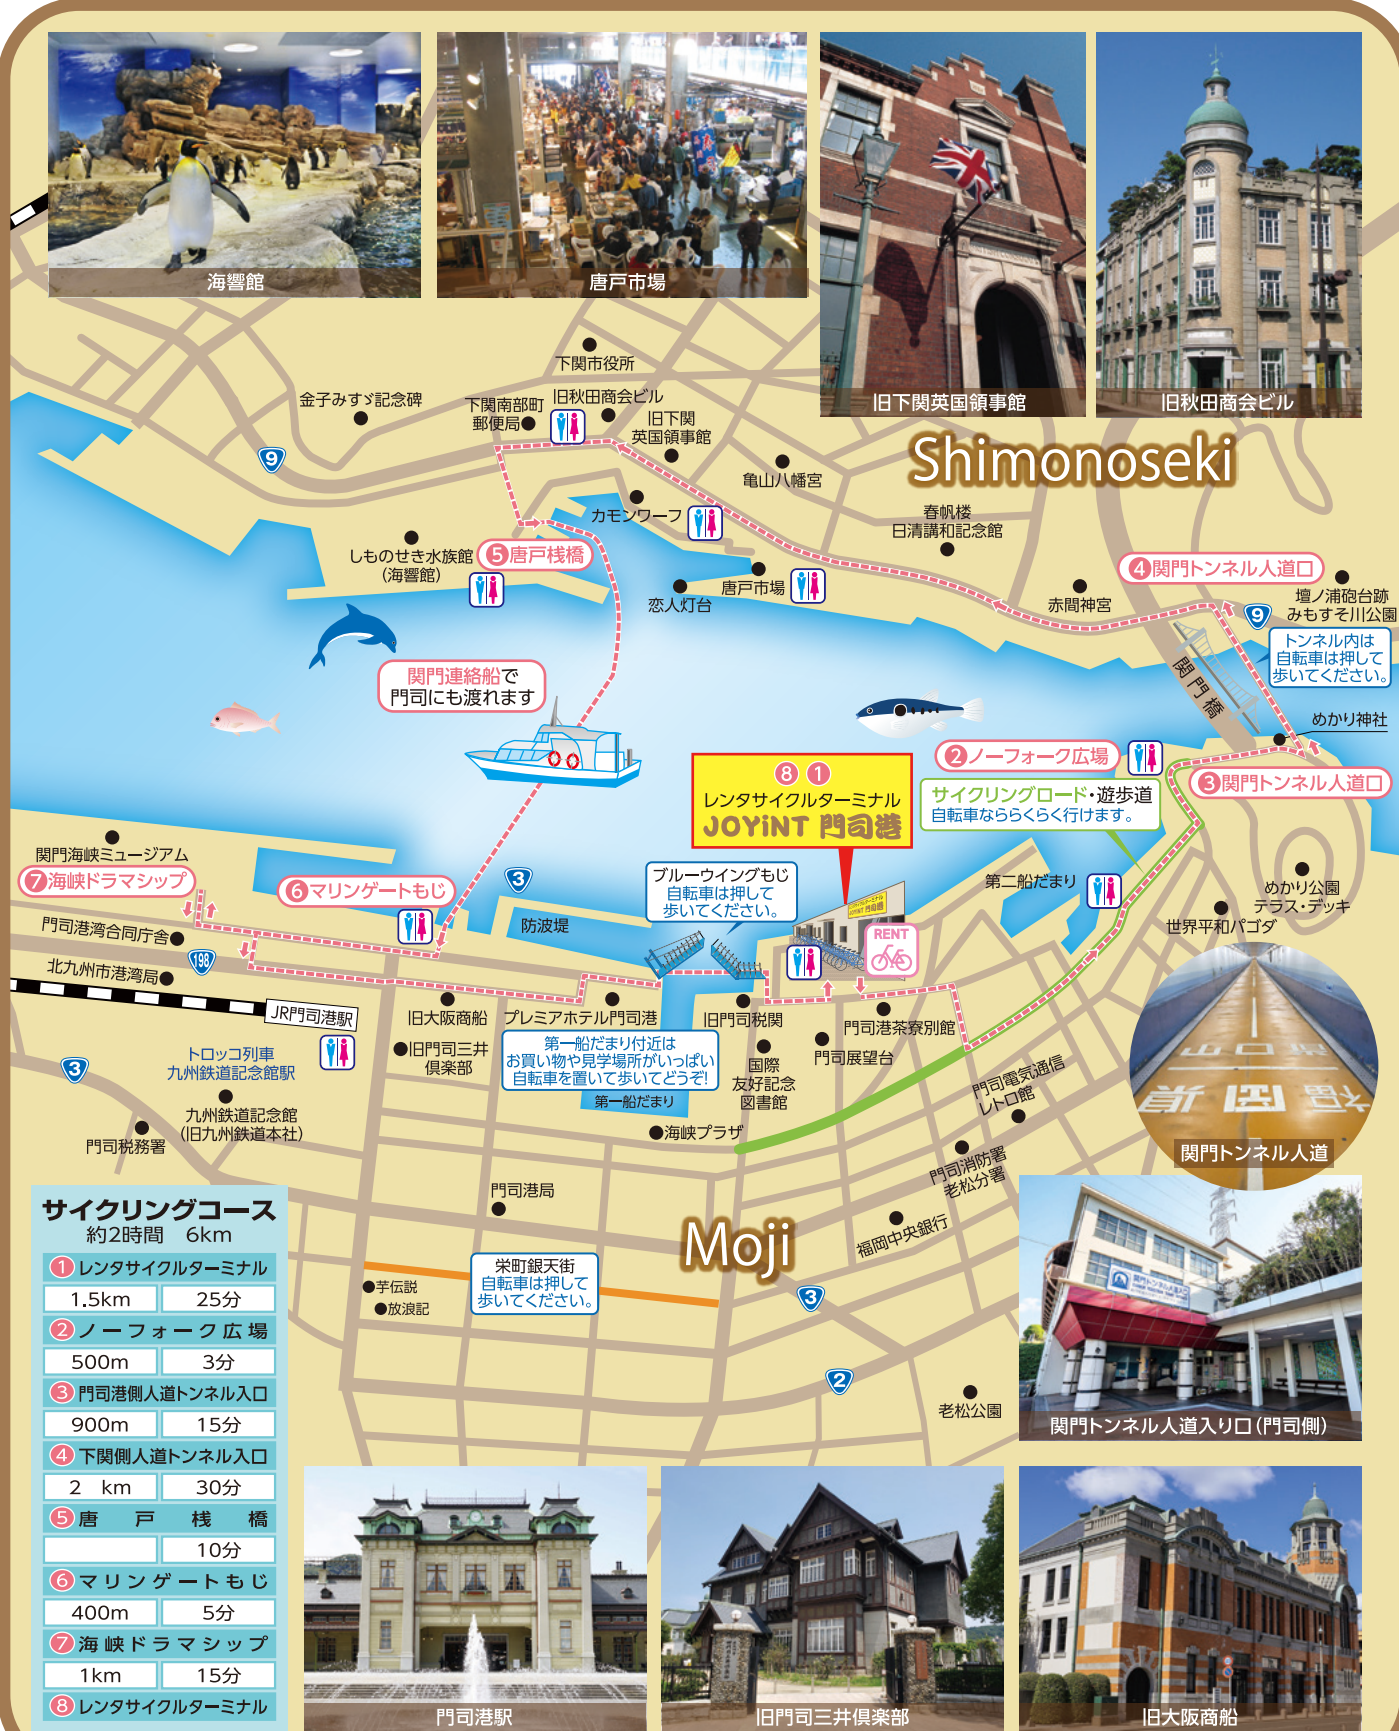 海響館
唐戸市場
旧下関英国領事館
旧秋田商会ビル
Shimonoseki
下関市役所
金子みすゞ記念碑
下関南部町
郵便局
旧秋田商会ビル
旧下関
英国領事館
9
亀山八幡宮
カモンワーフ
春帆楼
日清講和記念館
しものせき水族館
(海響館)
5唐戸桟橋
恋人灯台
唐戸市場
4関門トンネル人道口
赤間神宮
9
壇ノ浦砲台跡
みもすそ川公園
トンネル内は
自転車は押して
歩いてください。
関門橋
関門連絡船で
門司にも渡れます
めかり神社
2ノーフォーク広場
3関門トンネル人道口
サイクリングロード・遊歩道
自転車なららくらく行けます。
8 1
レンタサイクルターミナル
JOYiNT 門司港
関門海峡ミュージアム
7海峡ドラマシップ
6マリンゲートもじ
3
防波堤
ブルーウイングもじ
自転車は押して
歩いてください。
JOYiNT 門司港
RENT
第二船だまり
めかり公園
テラス・デッキ
世界平和パゴダ
門司港湾合同庁舎
198
北九州市港湾局
JR門司港駅
旧大阪商船
プレミアホテル門司港
旧門司税関
門司港茶寮別館
旧門司三井
倶楽部
第一船だまり付近は
お買い物や見学場所がいっぱい
自転車を置いて歩いてどうぞ!
第一船だまり
国際
友好記念
図書館
門司展望台
3
トロッコ列車
九州鉄道記念館駅
九州鉄道記念館
(旧九州鉄道本社)
門司税務署
海峡プラザ
門司電気通信
レトロ館
門司消防署
老松分署
福岡県
山口県
関門トンネル人道
門司港局
Moji
福岡中央銀行
栄町銀天街
自転車は押して
歩いてください。
芋伝説
放浪記
3
2
老松公園
関門トンネル人道入口
関門トンネル人道入り口(門司側)
サイクリングコース
約2時間 6km
1レンタサイクルターミナル
1.5km 25分
2ノーフォーク広場
500m 3分
3門司港側人道トンネル入口
900m 15分
4下関側人道トンネル入口
2 km 30分
5唐戸桟橋
10分
6マリンゲートもじ
400m 5分
7海峡ドラマシップ
1km 15分
8レンタサイクルターミナル
門司港駅
旧門司三井倶楽部
旧大阪商船